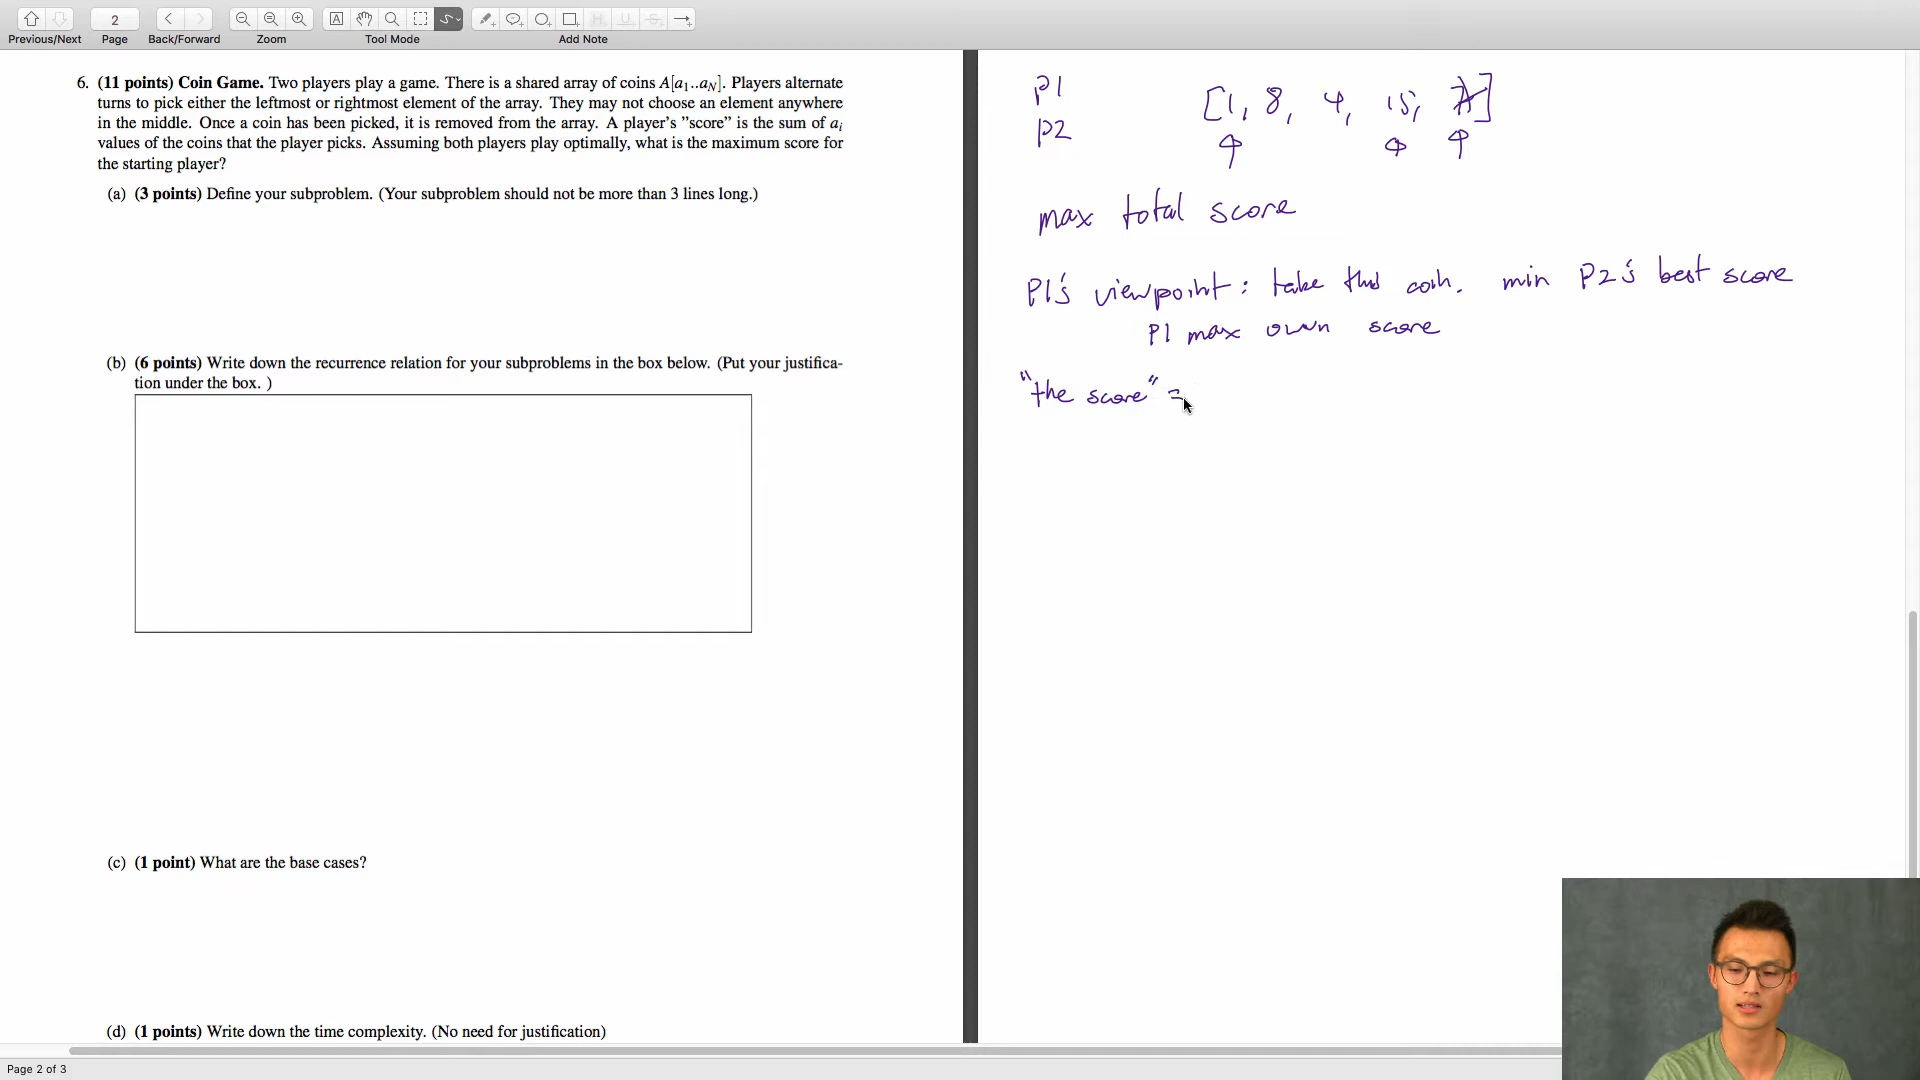 2
Previous/Next Page Back/Forward Zoom Tool Mode Add Note
6. (11 points) Coin Game. Two players play a game. There is a shared array of coins A[a1..aN]. Players alternate
turns to pick either the leftmost or rightmost element of the array. They may not choose an element anywhere
in the middle. Once a coin has been picked, it is removed from the array. A player's ”score” is the sum of ai
values of the coins that the player picks. Assuming both players play optimally, what is the maximum score for
the starting player?
(a) (3 points) Define your subproblem. (Your subproblem should not be more than 3 lines long.)
(b) (6 points) Write down the recurrence relation for your subproblems in the box below. (Put your justifica-
tion under the box. )
(c) (1 point) What are the base cases?
(d) (1 points) Write down the time complexity. (No need for justification)
P1
P2
[1, 8, 4, 15, ]
max total score
P1's viewpoint: take this coin. min P2's best score
P1 max own score
"the score" =
Page 2 of 3